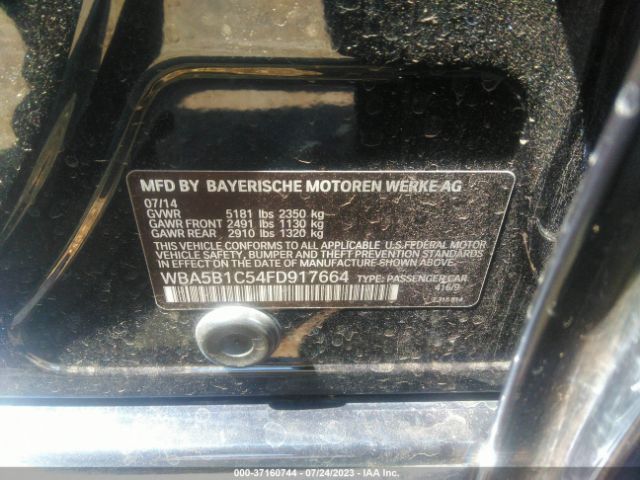 MFD BY BAYERISCHE MOTOREN WERKE AG
07/14
GVWR 5181 lbs 2350 kg
GAWR FRONT 2491 lbs 1130 kg
GAWR REAR 2910 lbs 1320 kg
THIS VEHICLE CONFORMS TO ALL APPLICABLE U.S. FEDERAL MOTOR
VEHICLE SAFETY, BUMPER AND THEFT PREVENTION STANDARDS
IN EFFECT ON THE DATE OF MANUFACTURE SHOWN ABOVE.
WBA5B1C54FD917664 TYPE: PASSENGER CAR
416/9
000-37160744 - 07/24/2023 - IAA Inc.